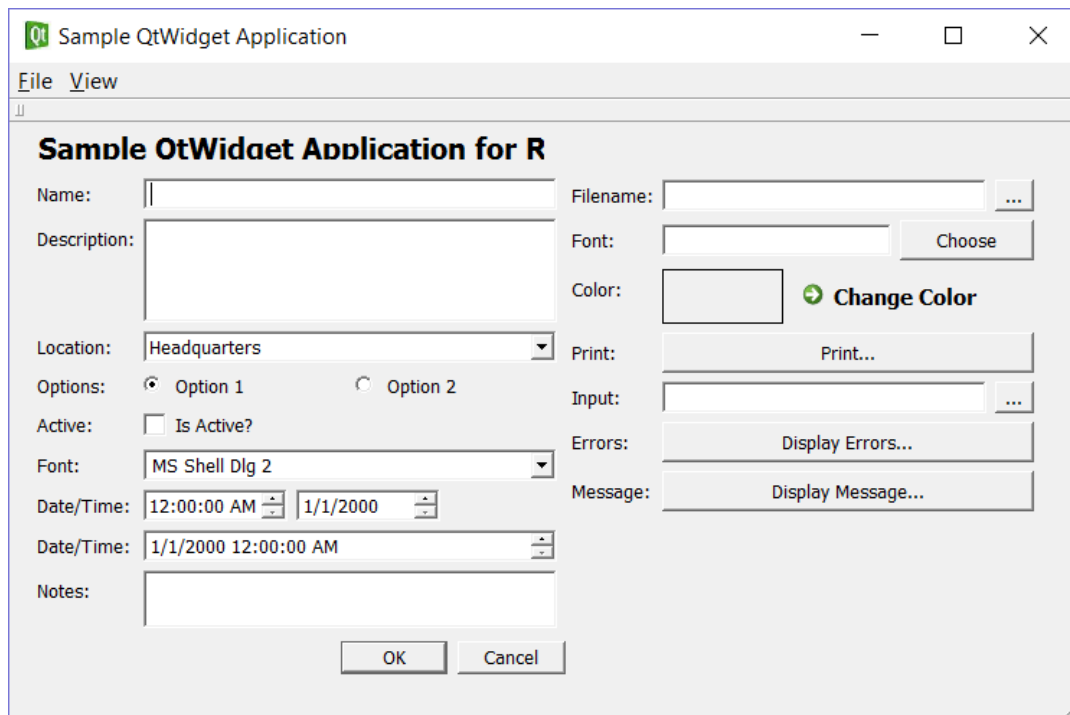 Qt Sample QtWidget Application
File View
Sample QtWidget Application for R
Name:
Description:
Location: Headquarters
Options: Option 1 Option 2
Active: Is Active?
Font: MS Shell Dlg 2
Date/Time: 12:00:00 AM 1/1/2000
Date/Time: 1/1/2000 12:00:00 AM
Notes:
OK Cancel
Filename: ...
Font: Choose
Color: Change Color
Print: Print...
Input: ...
Errors: Display Errors...
Message: Display Message...